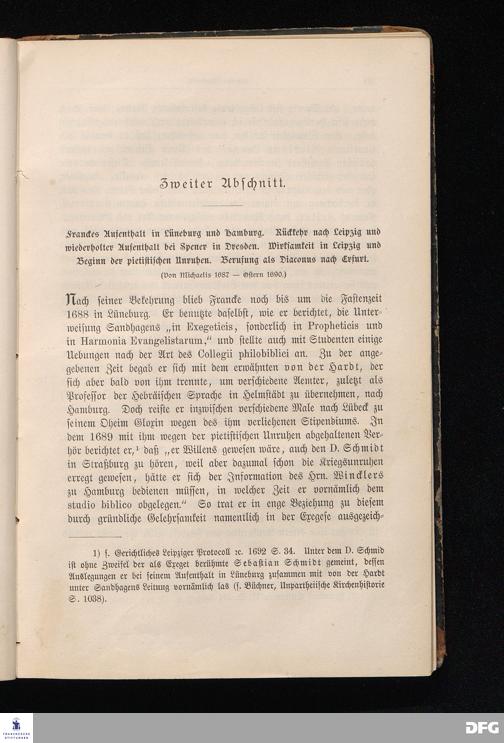 Zweiter Abschnitt.
Franckes Aufenthalt in Lüneburg und Hamburg. Rückkehr nach Leipzig und
wiederholter Aufenthalt bei Spener in Dresden. Wirksamkeit in Leipzig und
Beginn der pietistischen Unruhen. Berufung als Diaconus nach Erfurt.
(Von Michaelis 1687 — Ostern 1690.)
Nach seiner Bekehrung blieb Francke noch bis um die Fastenzeit
1688 in Lüneburg. Er benutzte daselbst, wie er berichtet, die Unter-
weisung Sandhagens „in Exegeticis, sonderlich in Propheticis und
in Harmonia Evangelistarum,“ und stellte auch mit Studenten einige
Uebungen nach der Art des Collegii philobiblici an. Zu der ange-
gebenen Zeit begab er sich mit dem erwähnten von der Hardt, der
sich aber bald von ihm trennte, um verschiedene Aemter, zuletzt als
Professor der Hebräischen Sprache in Helmstädt zu übernehmen, nach
Hamburg. Doch reiste er inzwischen verschiedene Male nach Lübeck zu
seinem Oheim Gloxin wegen des ihm verliehenen Stipendiums. In
dem 1689 mit ihm wegen der pietistischen Unruhen abgehaltenen Ver-
hör berichtet er,¹ daß „er Willens gewesen wäre, auch den D. Schmidt
in Straßburg zu hören, weil aber dazumal schon die Kriegsunruhen
erregt gewesen, hätte er sich der Information des Hrn. Wincklers
zu Hamburg bedienen müssen, in welcher Zeit er vornämlich dem
studio biblico obgelegen.“ So trat er in enge Beziehung zu diesem
durch gründliche Gelehrsamkeit namentlich in der Exegese ausgezeich-
1) s. Gerichtliches Leipziger Protocoll ꝛc. 1692 S. 34. Unter dem D. Schmid
ist ohne Zweifel der als Exeget berühmte Sebastian Schmidt gemeint, dessen
Auslegungen er bei seinem Aufenthalt in Lüneburg zusammen mit von der Hardt
unter Sandhagens Leitung vornämlich las (s. Büchner, Unpartheiische Kirchenhistorie
S. 1038).
FRANCKESCHE
STIFTUNGEN
DFG